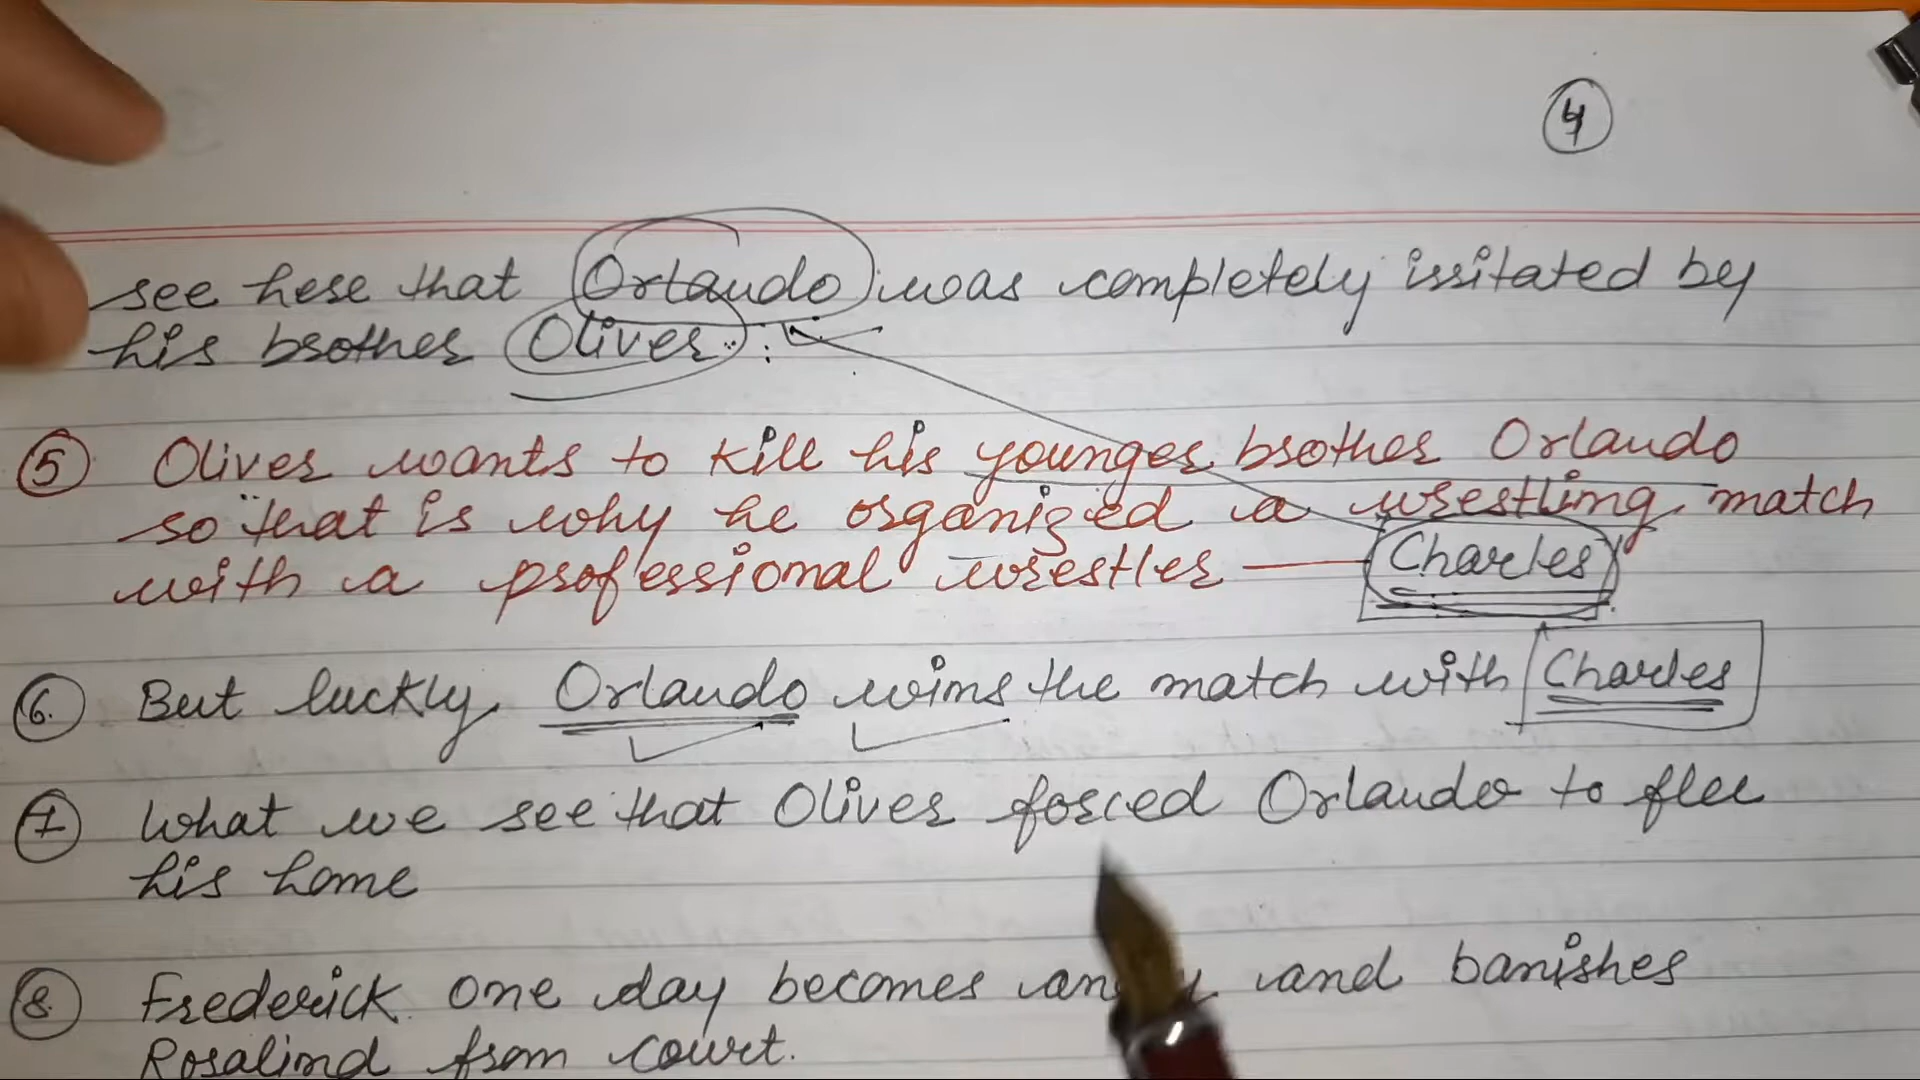 4
see here that Orlando was completely irritated by
his brother Oliver
5 Oliver wants to kill his younger brother Orlando
so that is why he organized a wrestling match
with a professional wrestler — Charles
6. But luckly Orlando wins the match with Charles
7 What we see that Oliver forced Orlando to flee
his home
8. Frederick one day becomes and banishes
Rosalind from court.